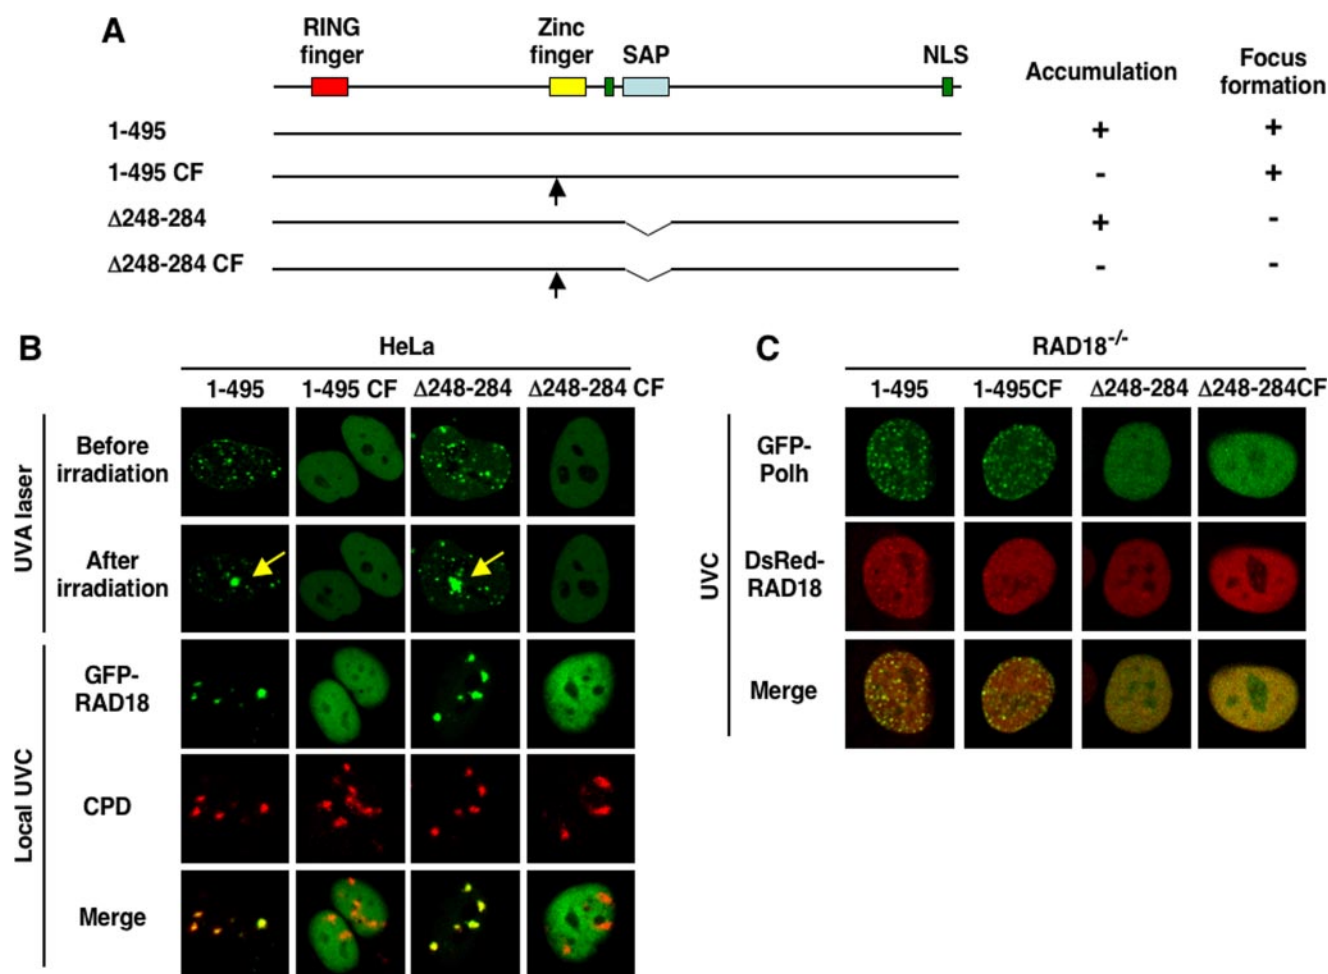 A
RING
finger
Zinc
finger
SAP
NLS
Accumulation
Focus
formation
1-495
+
+
1-495 CF
-
+
Δ248-284
+
-
Δ248-284 CF
-
-
B
HeLa
1-495
1-495 CF
Δ248-284
Δ248-284 CF
UVA laser
Before
irradiation
After
irradiation
Local UVC
GFP-
RAD18
CPD
Merge
C
RAD18-/-
1-495
1-495CF
Δ248-284
Δ248-284CF
UVC
GFP-
Polh
DsRed-
RAD18
Merge